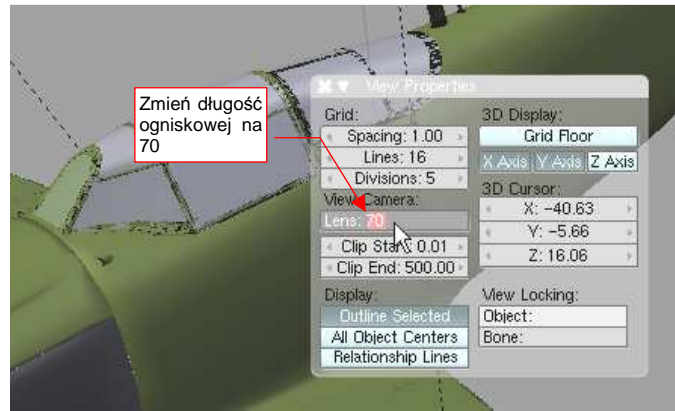 View Properties
Zmień długość
ogniskowej na
70
Grid:
Spacing: 1.00
Lines: 16
Divisions: 5
View Camera:
Lens: 70
Clip Start: 0.01
Clip End: 500.00
Display:
Outline Selected
All Object Centers
Relationship Lines
3D Display:
Grid Floor
X Axis Y Axis Z Axis
3D Cursor:
X: -40.63
Y: -5.66
Z: 16.06
View Locking:
Object:
Bone: